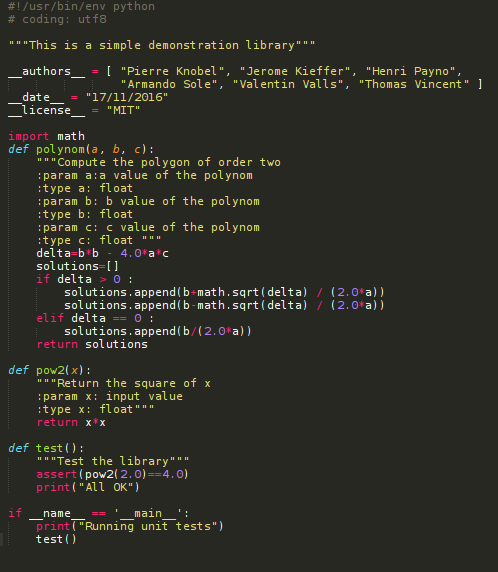 #!/usr/bin/env python
# coding: utf8
"""This is a simple demonstration library"""
__authors__ = [ "Pierre Knobel", "Jerome Kieffer", "Henri Payno",
"Armando Sole", "Valentin Valls", "Thomas Vincent" ]
__date__ = "17/11/2016"
__license__ = "MIT"
import math
def polynom(a, b, c):
"""Compute the polygon of order two
:param a:a value of the polynom
:type a: float
:param b: b value of the polynom
:type b: float
:param c: c value of the polynom
:type c: float """
delta=b*b - 4.0*a*c
solutions=[]
if delta > 0 :
solutions.append(b+math.sqrt(delta) / (2.0*a))
solutions.append(b-math.sqrt(delta) / (2.0*a))
elif delta == 0 :
solutions.append(b/(2.0*a))
return solutions
def pow2(x):
"""Return the square of x
:param x: input value
:type x: float"""
return x*x
def test():
"""Test the library"""
assert(pow2(2.0)==4.0)
print("All OK")
if __name__ == '__main__':
print("Running unit tests")
test()